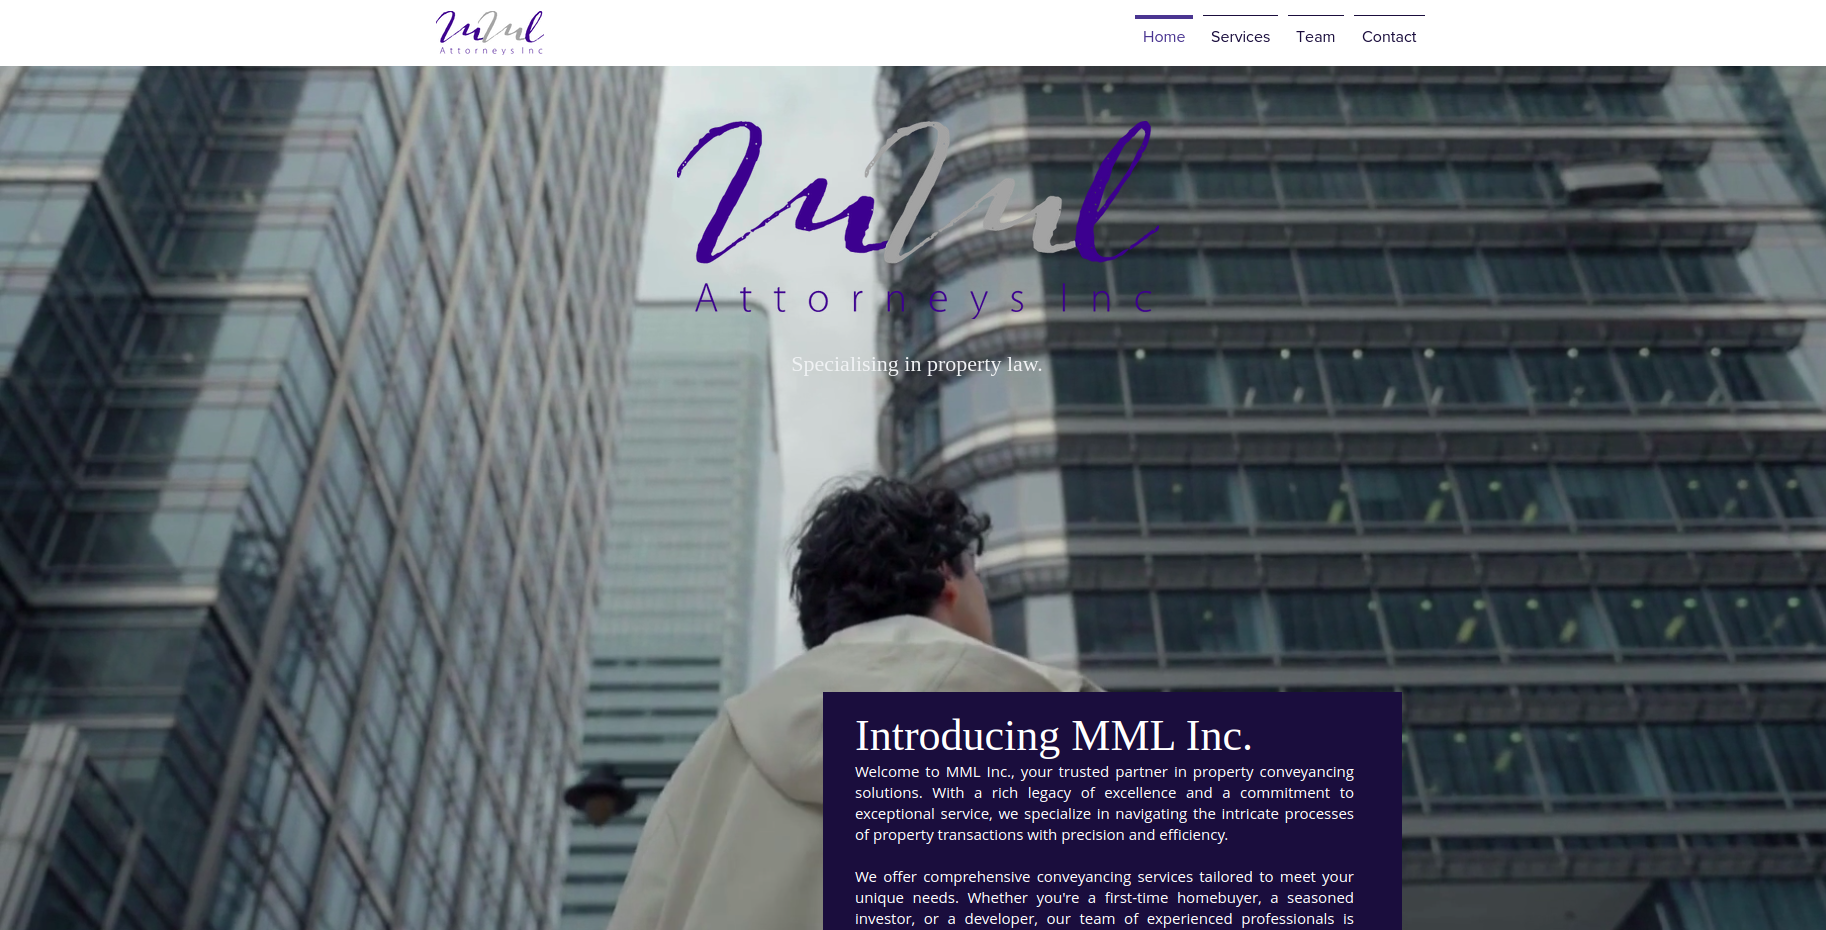 MML
Attorneys Inc
Home Services Team Contact
MML
Attorneys Inc
Specialising in property law.
Introducing MML Inc.
Welcome to MML Inc., your trusted partner in property conveyancing
solutions. With a rich legacy of excellence and a commitment to
exceptional service, we specialize in navigating the intricate processes
of property transactions with precision and efficiency.
We offer comprehensive conveyancing services tailored to meet your
unique needs. Whether you're a first-time homebuyer, a seasoned
investor, or a developer, our team of experienced professionals is